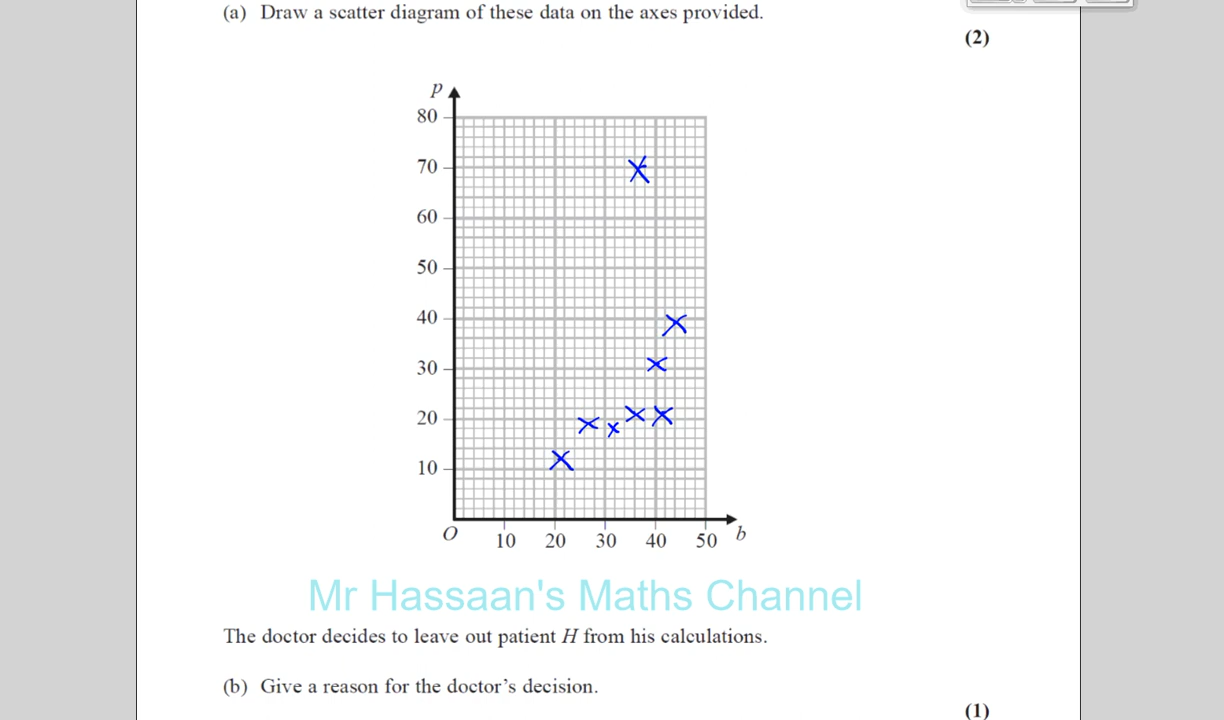 (a) Draw a scatter diagram of these data on the axes provided.
(2)
p
80
70
60
50
40
30
20
10
O
10 20 30 40 50 b
Mr Hassaan's Maths Channel
The doctor decides to leave out patient H from his calculations.
(b) Give a reason for the doctor's decision.
(1)